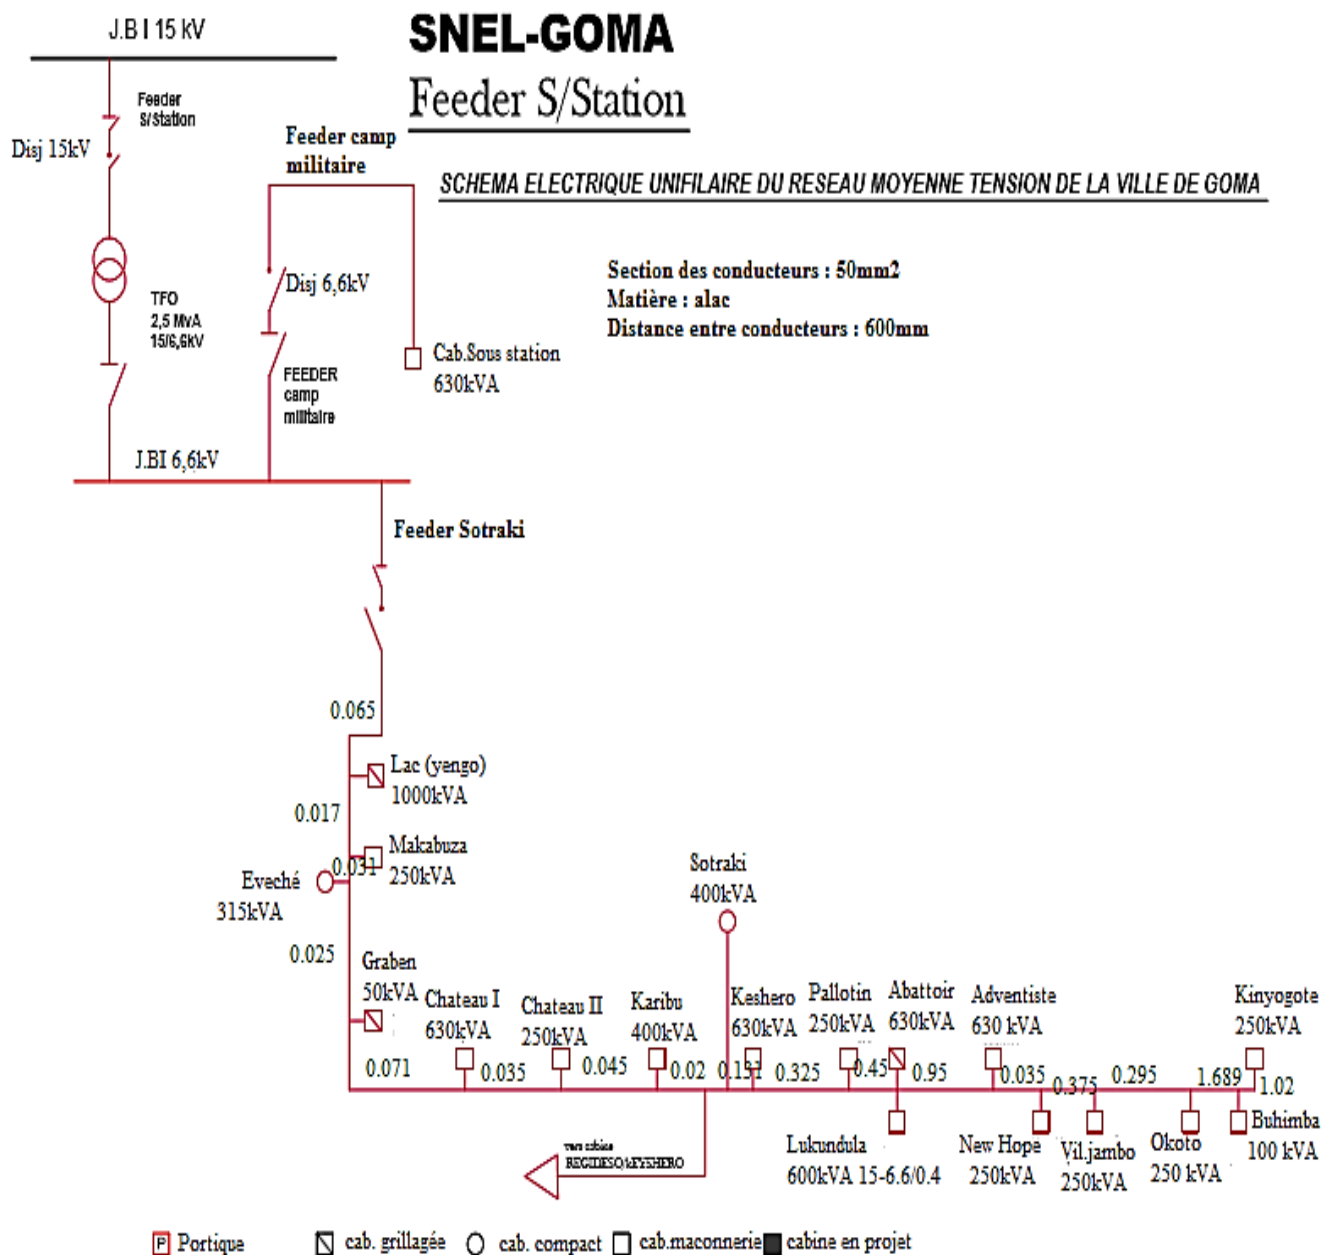 J.B I 15 kV
SNEL-GOMA
Feeder S/Station
Feeder
S/Station
Disj 15kV
Feeder camp
militaire
SCHEMA ELECTRIQUE UNIFILAIRE DU RESEAU MOYENNE TENSION DE LA VILLE DE GOMA
Disj 6,6kV
Section des conducteurs : 50mm2
Matière : alac
Distance entre conducteurs : 600mm
TFO
2,5 MvA
15/6,6kV
Cab.Sous station
630kVA
FEEDER
camp
militaire
J.BI 6,6kV
Feeder Sotraki
0.065
Lac (yengo)
1000kVA
0.017
Makabuza
250kVA
0.031
Eveché
315kVA
Sotraki
400kVA
0.025
Graben
50kVA
Chateau I
630kVA
Chateau II
250kVA
Karibu
400kVA
Keshero
630kVA
Pallotin
250kVA
Abattoir
630kVA
Adventiste
630 kVA
Kinyogote
250kVA
0.071
0.035
0.045
0.02
0.131
0.325
0.45
0.95
0.035
0.375
0.295
1.689
1.02
vers cabine
Lukundula
600kVA 15-6.6/0.4
New Hope
250kVA
Vil.jambo
250kVA
Okoto
250 kVA
Buhimba
100 kVA
P Portique
cab. grillagée
cab. compact
cab.maconnerie
cabine en projet